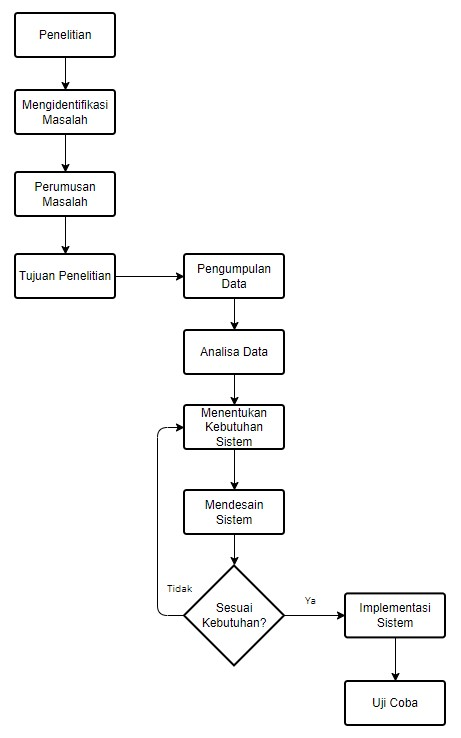 Penelitian
Mengidentifikasi
Masalah
Perumusan
Masalah
Tujuan Penelitian
Pengumpulan
Data
Analisa Data
Menentukan
Kebutuhan
Sistem
Mendesain
Sistem
Tidak
Sesuai
Kebutuhan?
Ya
Implementasi
Sistem
Uji Coba